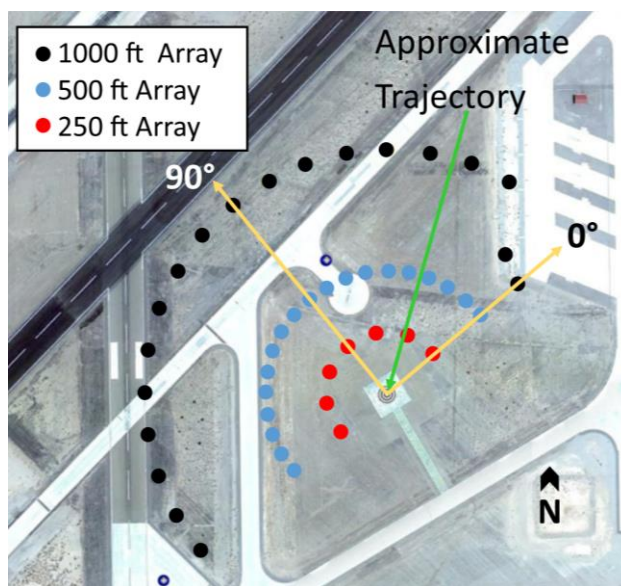 1000 ft Array
500 ft Array
250 ft Array
Approximate
Trajectory
90°
0°
N